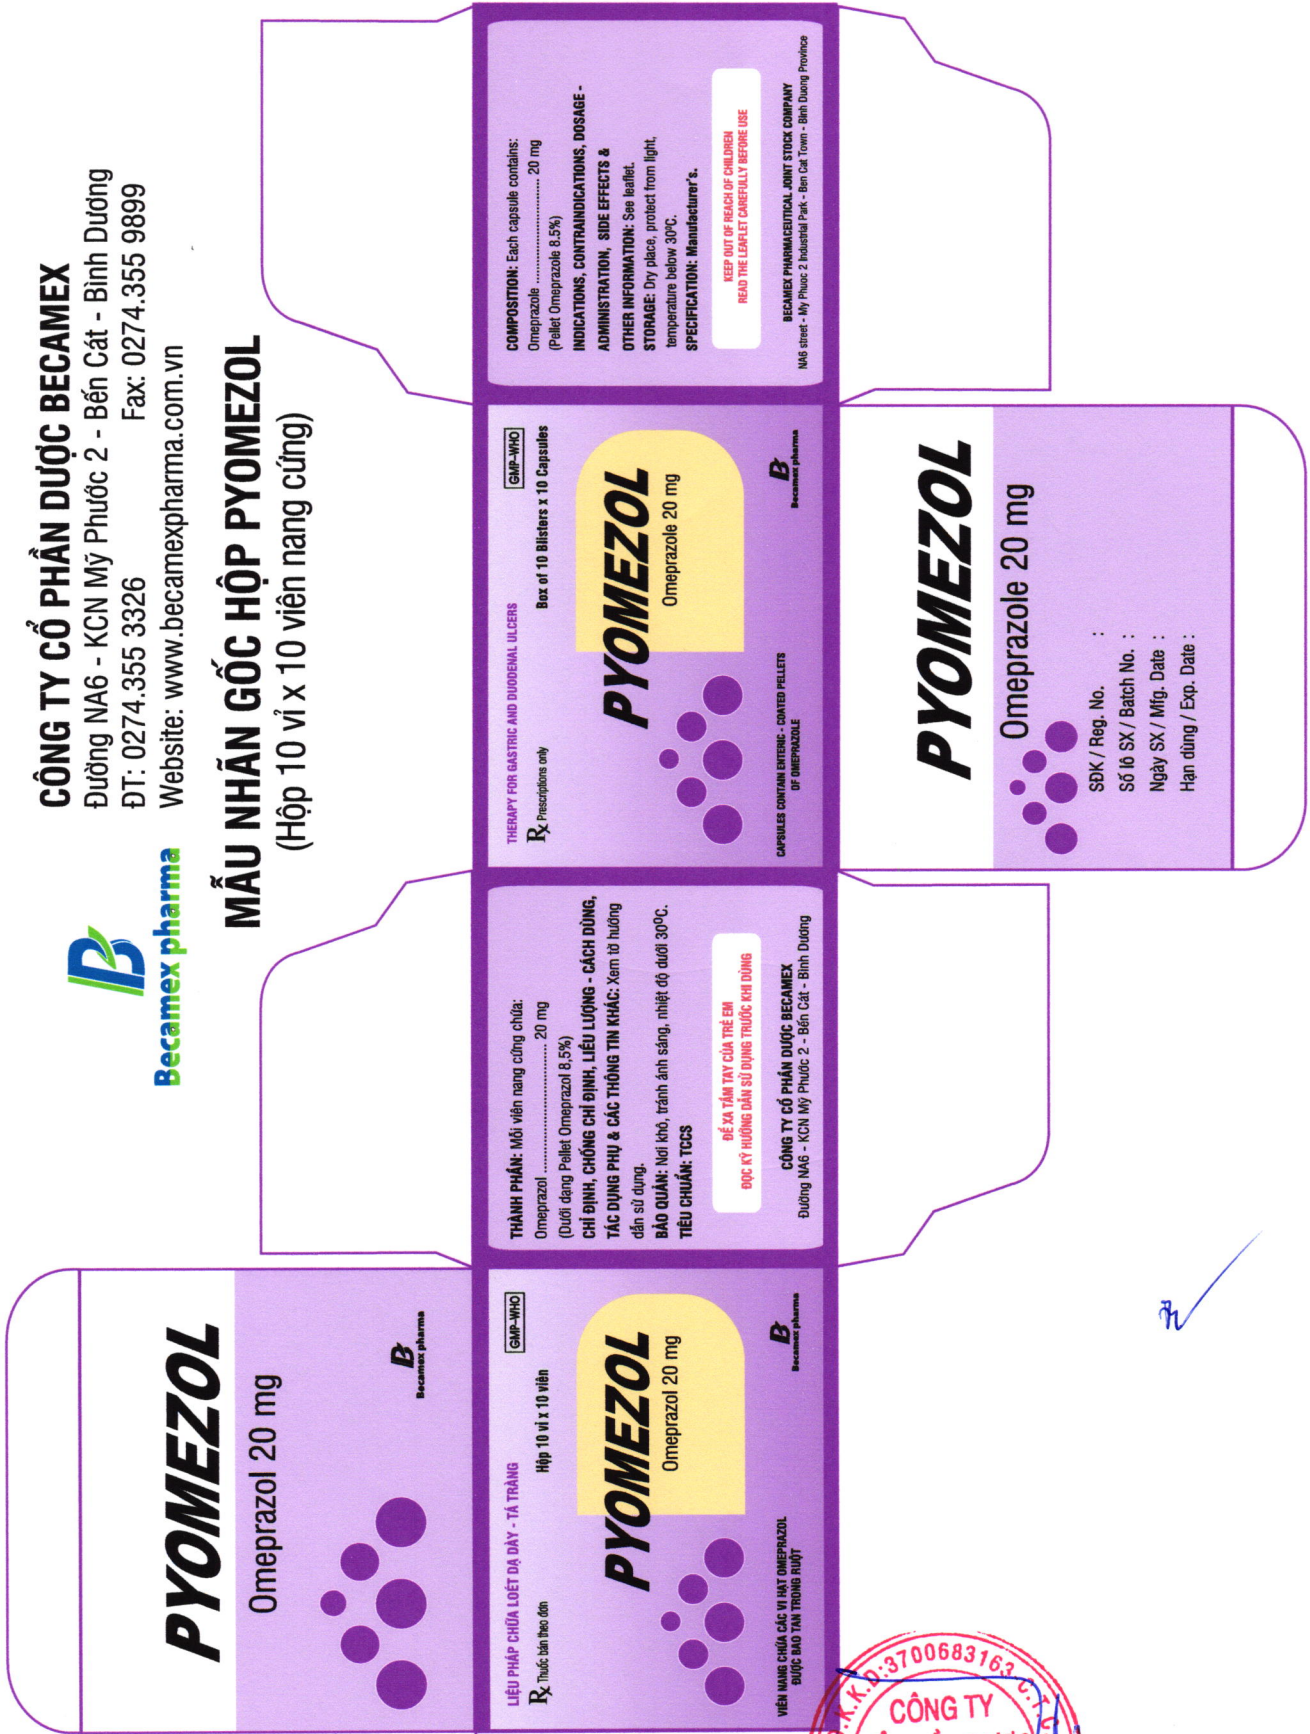 Becamex pharma
CÔNG TY CỔ PHẦN DƯỢC BECAMEX
Đường NA6 - KCN Mỹ Phước 2 - Bến Cát - Bình Dương
ĐT: 0274.355 3326 Fax: 0274.355 9899
Website: www.becamexpharma.com.vn
MẪU NHÃN GỐC HỘP PYOMEZOL
(Hộp 10 vỉ x 10 viên nang cứng)
PYOMEZOL
Omeprazol 20 mg
Becamex pharma
LIỆU PHÁP CHỮA LOÉT DẠ DÀY - TÁ TRÀNG
GMP-WHO
Rx Thuốc bán theo đơn
Hộp 10 vỉ x 10 viên
PYOMEZOL
Omeprazol 20 mg
VIÊN NANG CHỨA CÁC VI HẠT OMEPRAZOL
ĐƯỢC BAO TAN TRONG RUỘT
Becamex pharma
THÀNH PHẦN: Mỗi viên nang cứng chứa:
Omeprazol ........................... 20 mg
(Dưới dạng Pellet Omeprazol 8,5%)
CHỈ ĐỊNH, CHỐNG CHỈ ĐỊNH, LIỀU LƯỢNG - CÁCH DÙNG,
TÁC DỤNG PHỤ & CÁC THÔNG TIN KHÁC: Xem tờ hướng
dẫn sử dụng.
BẢO QUẢN: Nơi khô, tránh ánh sáng, nhiệt độ dưới 30ºC.
TIÊU CHUẨN: TCCS
ĐỂ XA TẦM TAY CỦA TRẺ EM
ĐỌC KỸ HƯỚNG DẪN SỬ DỤNG TRƯỚC KHI DÙNG
CÔNG TY CỔ PHẦN DƯỢC BECAMEX
Đường NA6 - KCN Mỹ Phước 2 - Bến Cát - Bình Dương
THERAPY FOR GASTRIC AND DUODENAL ULCERS
GMP-WHO
Rx Prescriptions only
Box of 10 Blisters x 10 Capsules
PYOMEZOL
Omeprazole 20 mg
CAPSULES CONTAIN ENTERIC - COATED PELLETS
OF OMEPRAZOLE
Becamex pharma
COMPOSITION: Each capsule contains:
Omeprazole ........................... 20 mg
(Pellet Omeprazole 8.5%)
INDICATIONS, CONTRAINDICATIONS, DOSAGE -
ADMINISTRATION, SIDE EFFECTS &
OTHER INFORMATION: See leaflet.
STORAGE: Dry place, protect from light,
temperature below 30ºC.
SPECIFICATION: Manufacturer's.
KEEP OUT OF REACH OF CHILDREN
READ THE LEAFLET CAREFULLY BEFORE USE
BECAMEX PHARMACEUTICAL JOINT STOCK COMPANY
NA6 street - My Phuoc 2 Industrial Park - Ben Cat Town - Binh Duong Province
PYOMEZOL
Omeprazole 20 mg
SĐK / Reg. No. :
Số lô SX / Batch No. :
Ngày SX / Mfg. Date :
Hạn dùng / Exp. Date :
K.K.D:3700683163-C.T.C
CÔNG TY